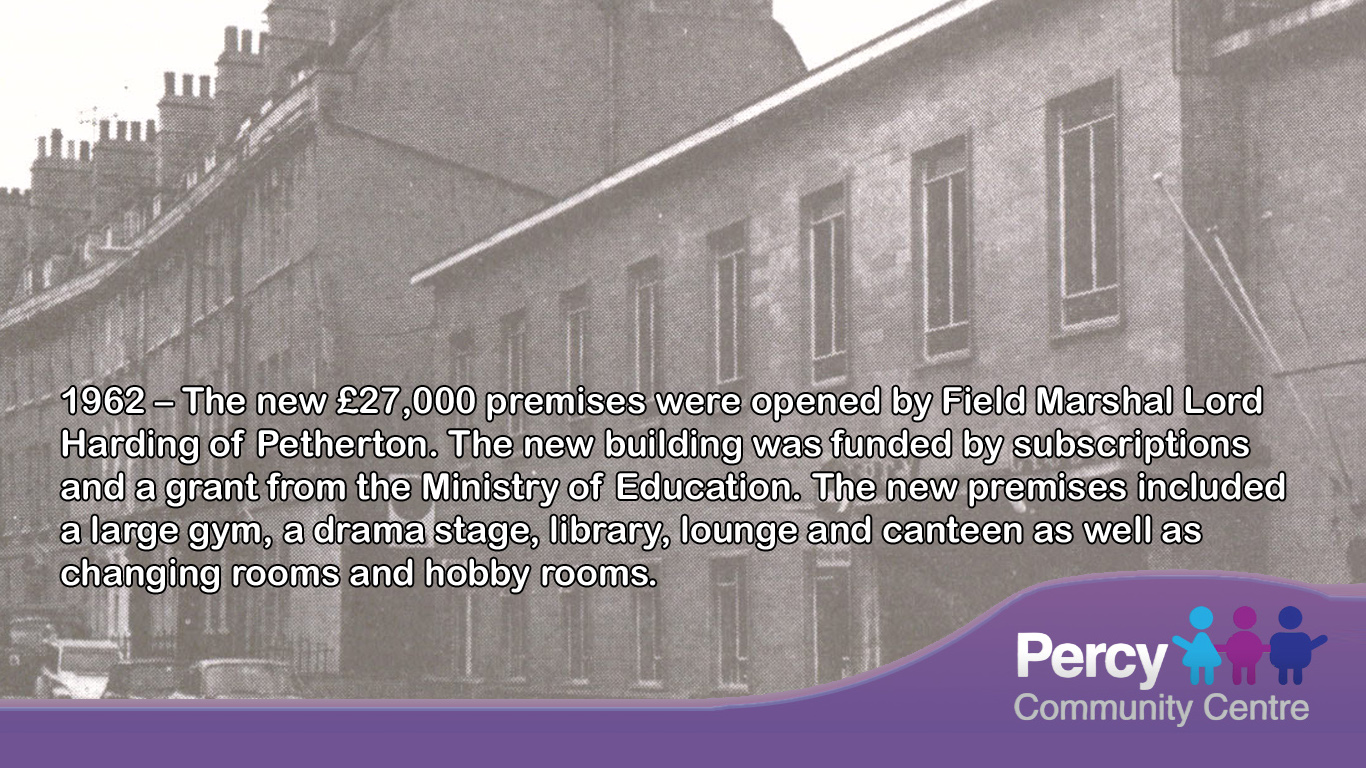 1962 – The new £27,000 premises were opened by Field Marshal Lord
Harding of Petherton. The new building was funded by subscriptions
and a grant from the Ministry of Education. The new premises included
a large gym, a drama stage, library, lounge and canteen as well as
changing rooms and hobby rooms.
Percy
Community Centre